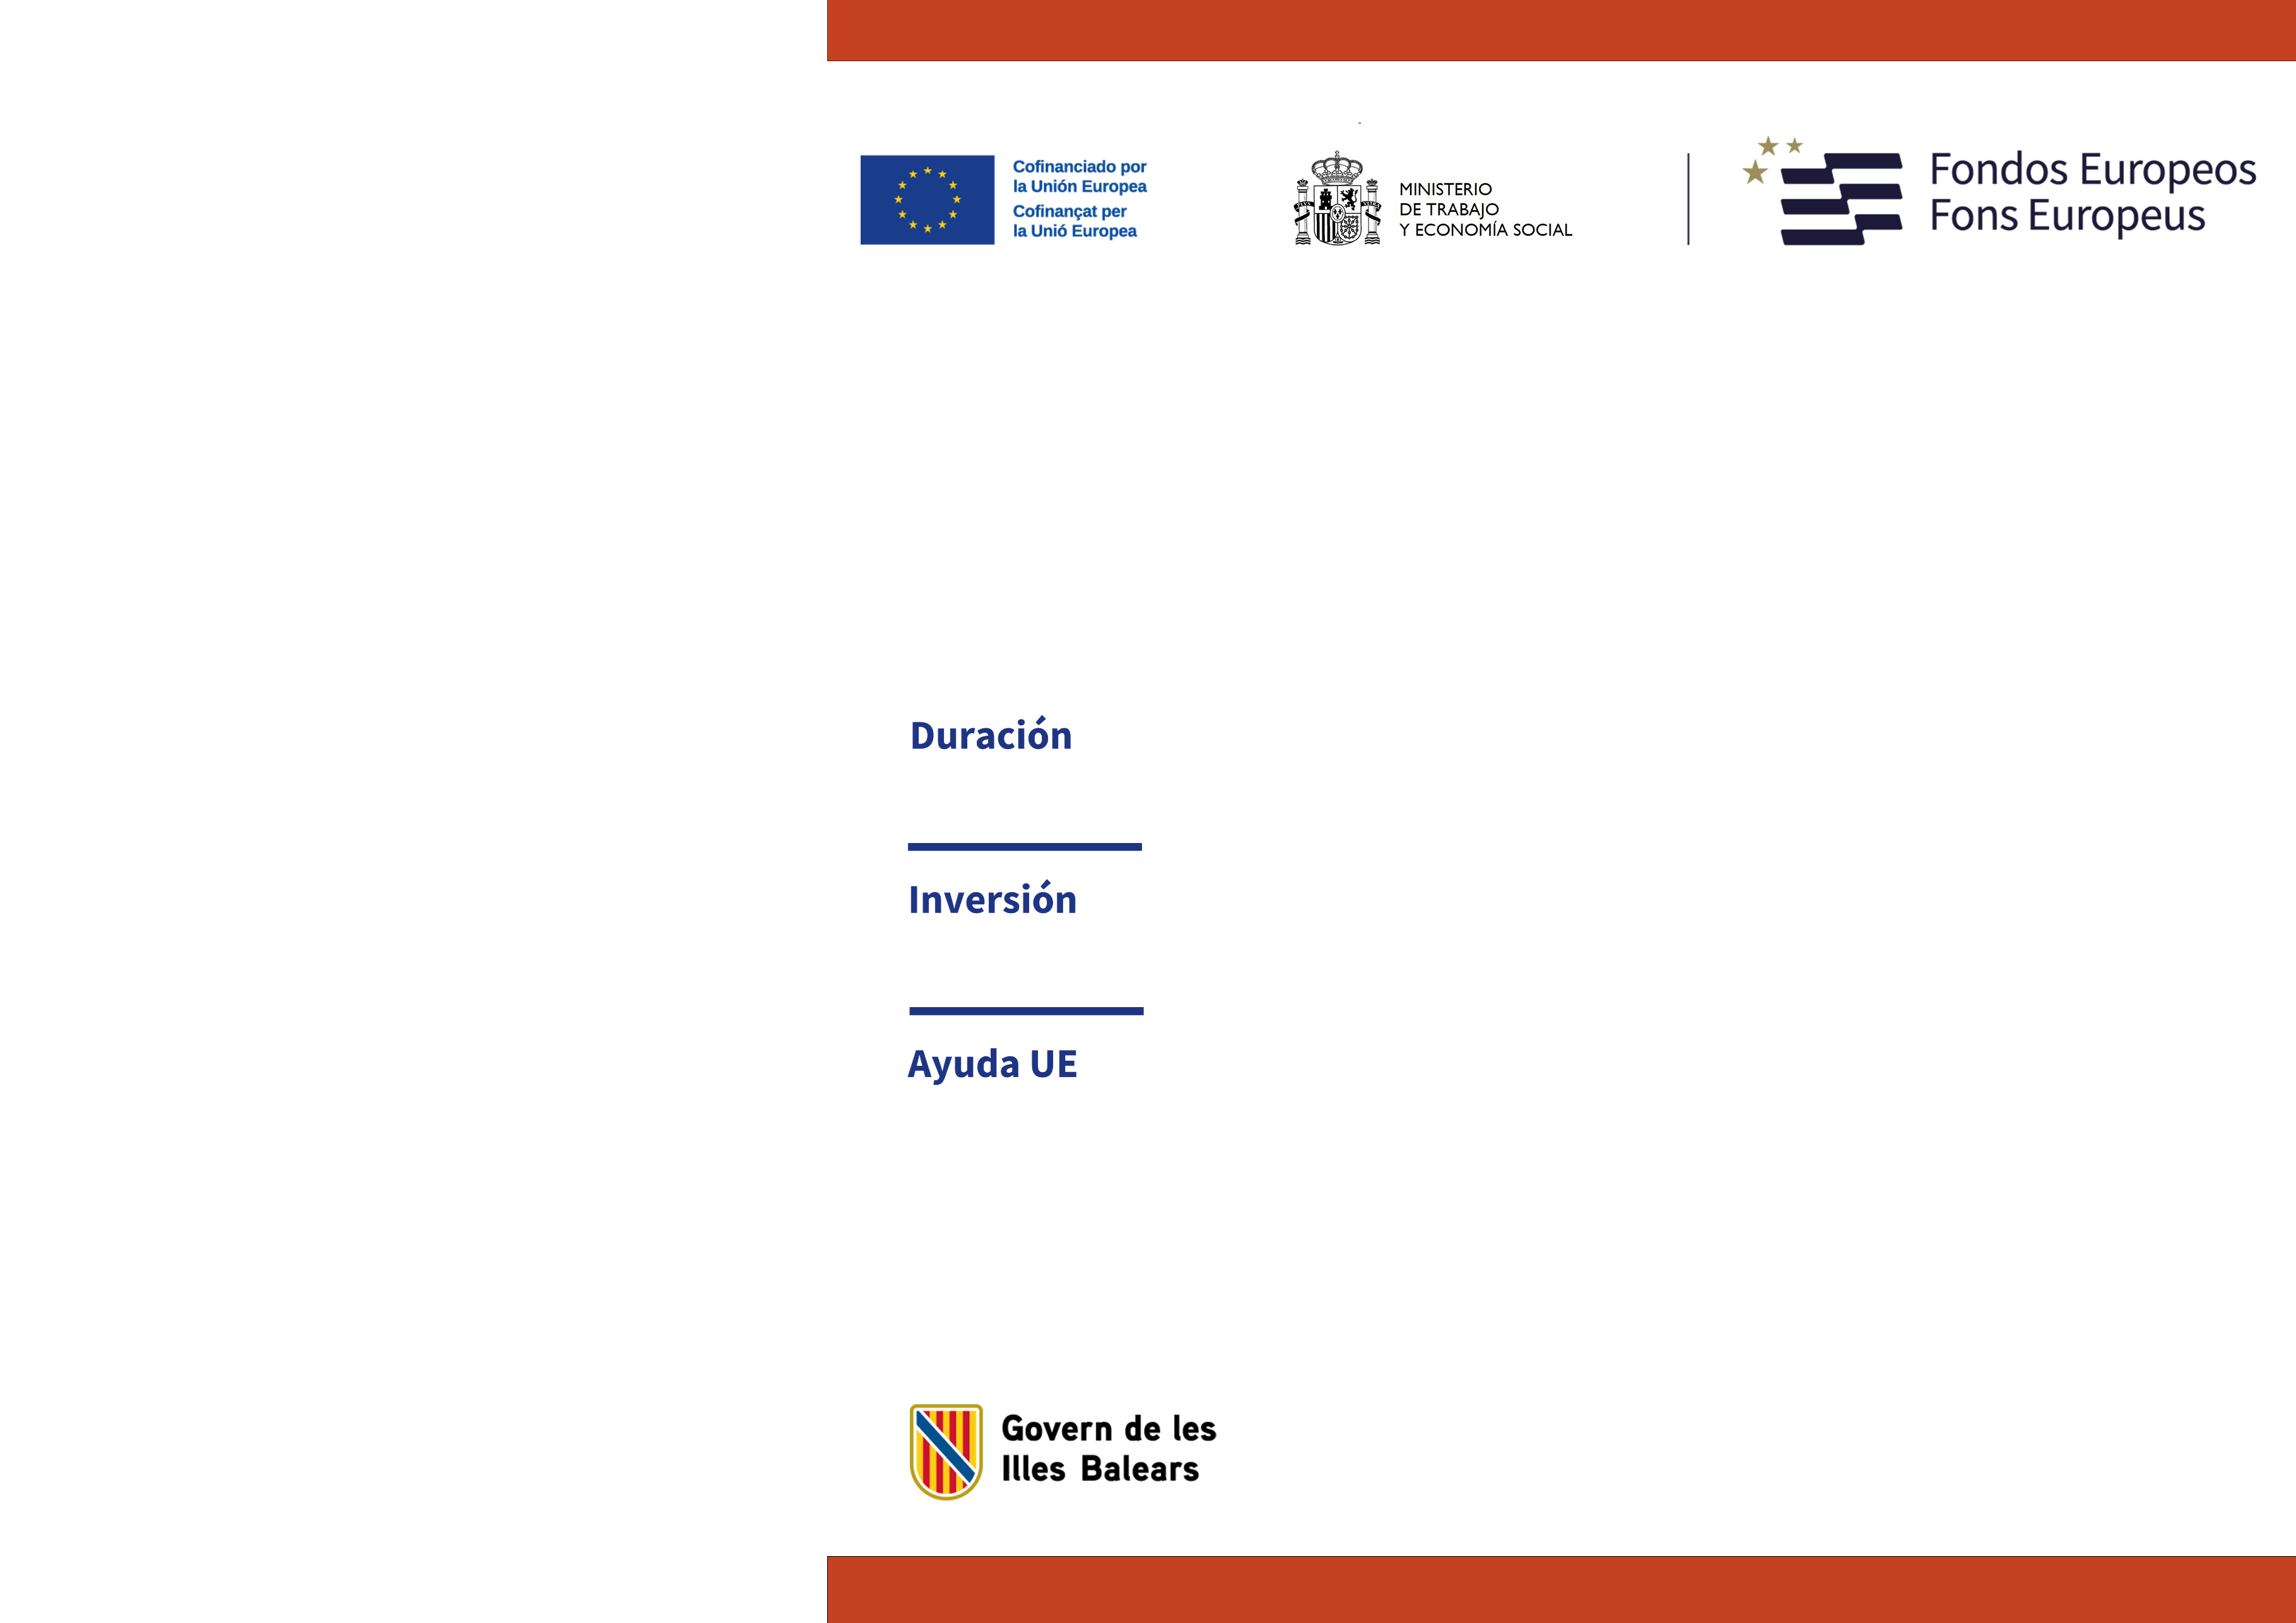 Cofinanciado por
la Unión Europea
Cofinançat per
la Unió Europea
MINISTERIO
DE TRABAJO
Y ECONOMÍA SOCIAL
Fondos Europeos
Fons Europeus
Duración
Inversión
Ayuda UE
Govern de les
Illes Balears